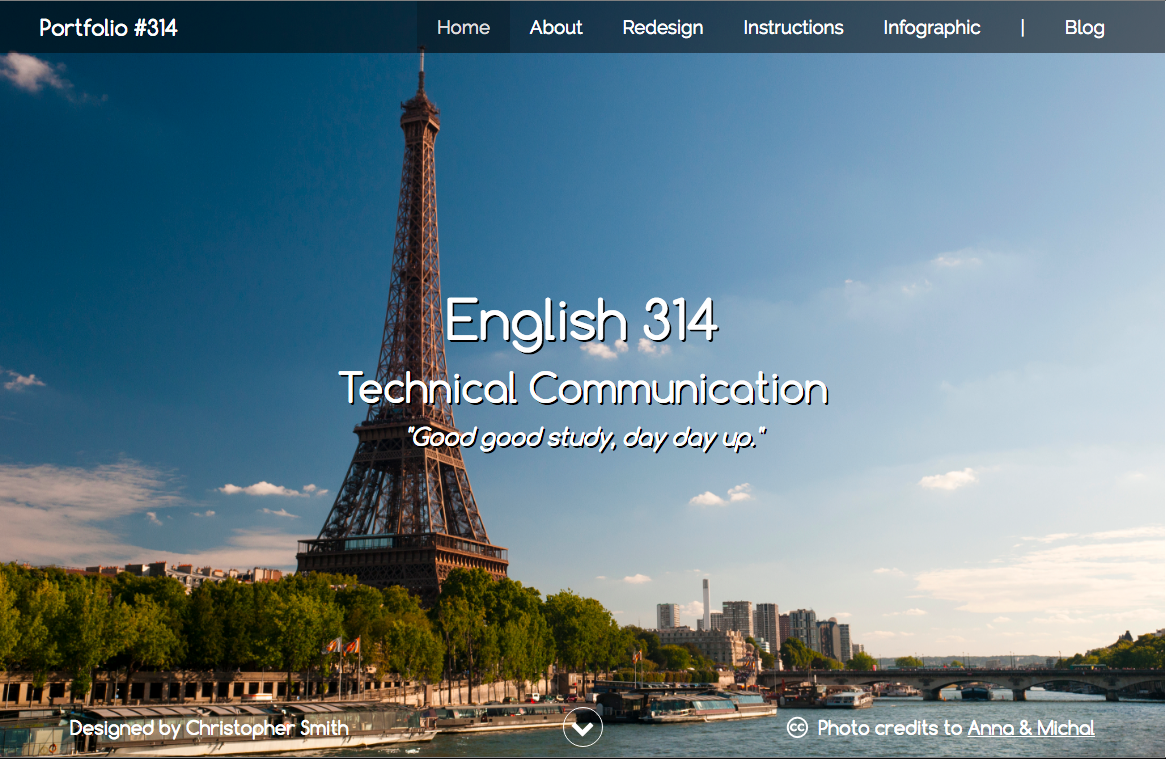 Portfolio #314 Home About Redesign Instructions Infographic | Blog
English 314
Technical Communication
"Good good study, day day up."
Designed by Christopher Smith
cc Photo credits to Anna & Michal